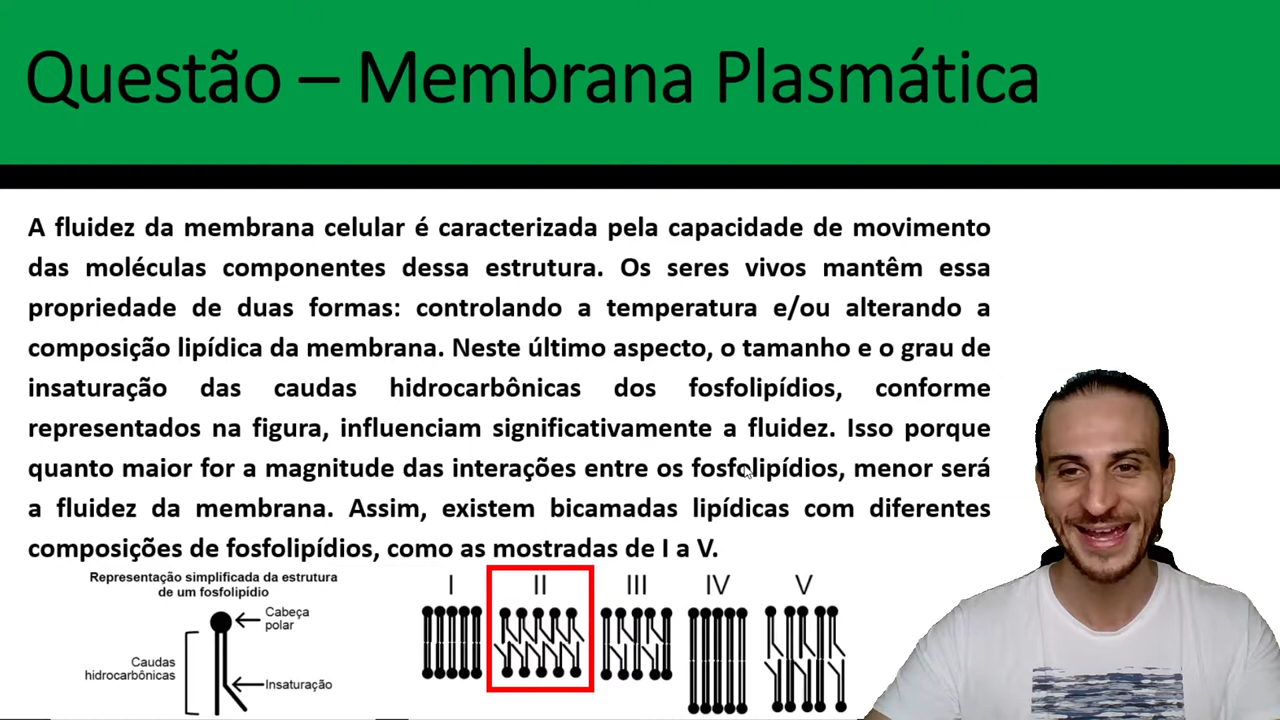 Questão – Membrana Plasmática
A fluidez da membrana celular é caracterizada pela capacidade de movimento
das moléculas componentes dessa estrutura. Os seres vivos mantêm essa
propriedade de duas formas: controlando a temperatura e/ou alterando a
composição lipídica da membrana. Neste último aspecto, o tamanho e o grau de
insaturação das caudas hidrocarbônicas dos fosfolipídios, conforme
representados na figura, influenciam significativamente a fluidez. Isso porque
quanto maior for a magnitude das interações entre os fosfolipídios, menor será
a fluidez da membrana. Assim, existem bicamadas lipídicas com diferentes
composições de fosfolipídios, como as mostradas de I a V.
Representação simplificada da estrutura
de um fosfolipídio
Cabeça
polar
Caudas
hidrocarbônicas
Insaturação
I II III IV V